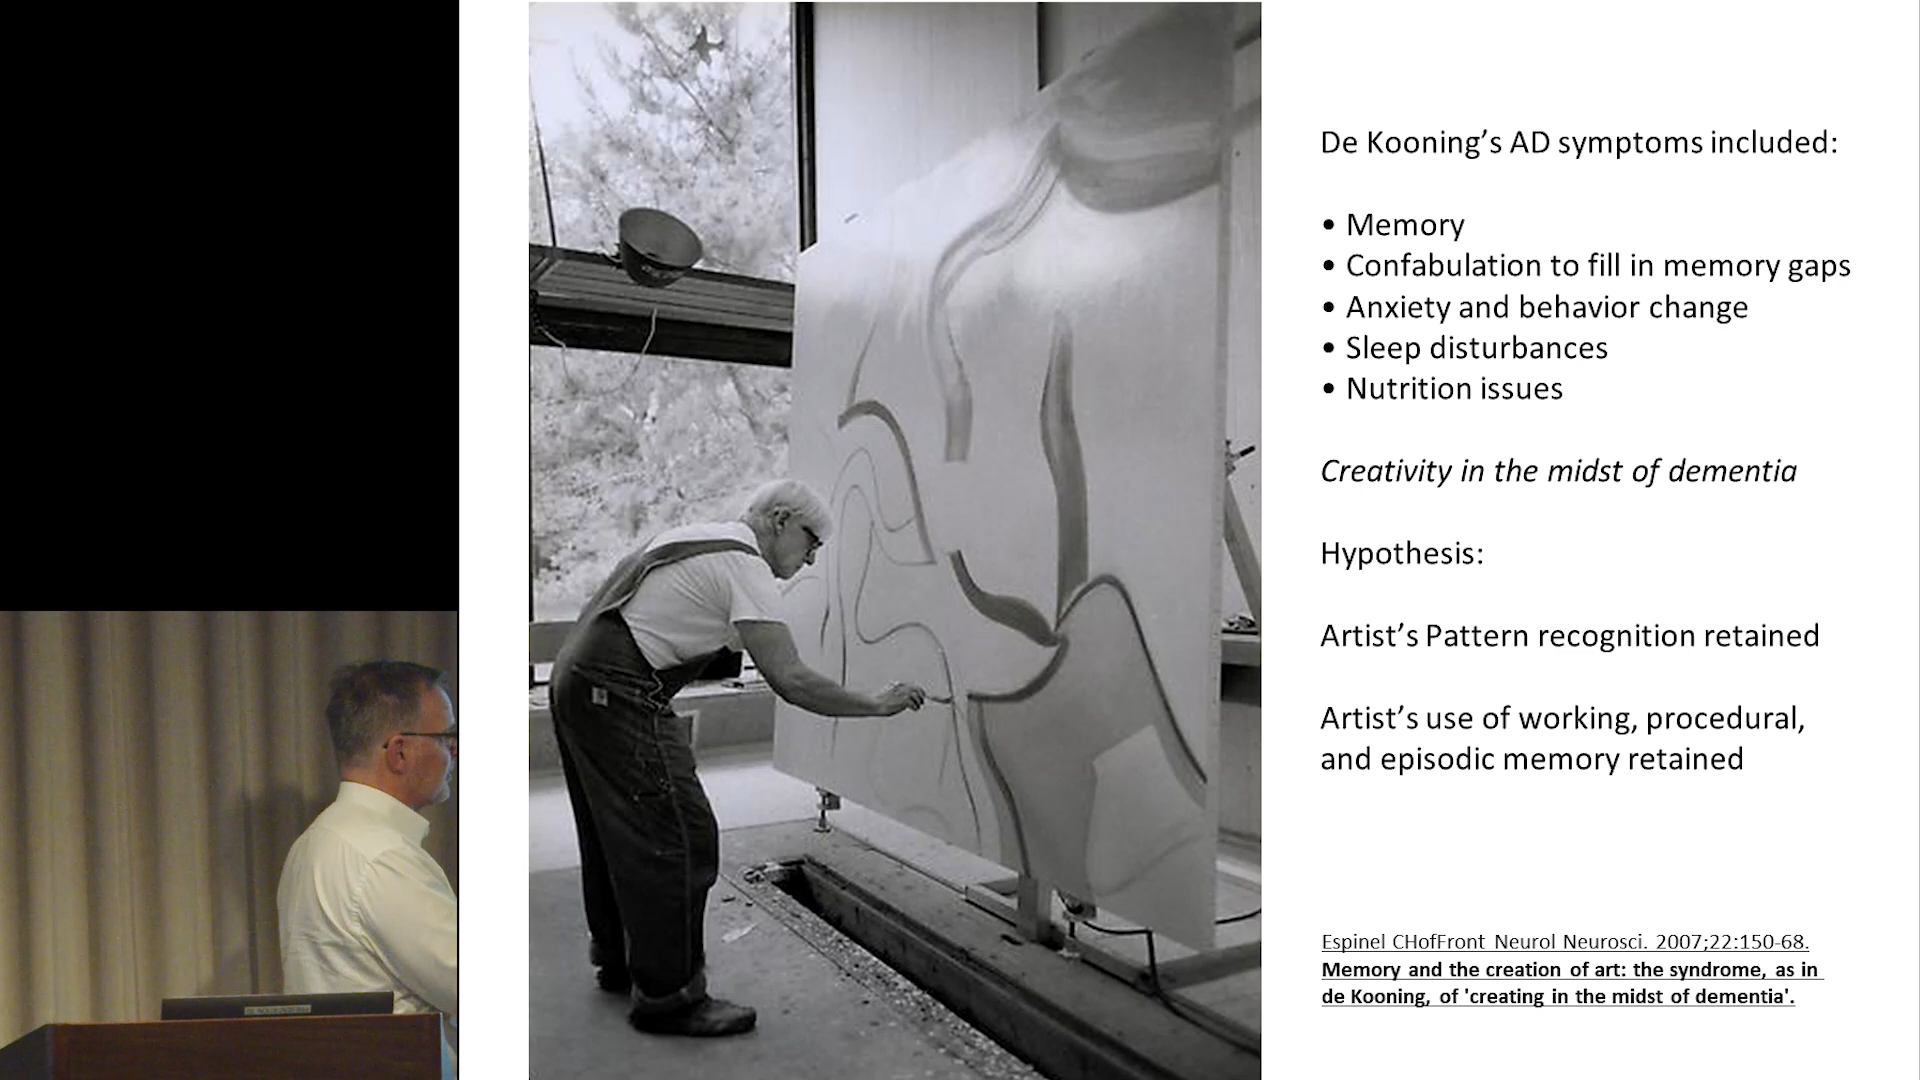 De Kooning’s AD symptoms included:
• Memory
• Confabulation to fill in memory gaps
• Anxiety and behavior change
• Sleep disturbances
• Nutrition issues
Creativity in the midst of dementia
Hypothesis:
Artist’s Pattern recognition retained
Artist’s use of working, procedural,
and episodic memory retained
Espinel CHofFront Neurol Neurosci. 2007;22:150-68.
Memory and the creation of art: the syndrome, as in
de Kooning, of 'creating in the midst of dementia'.